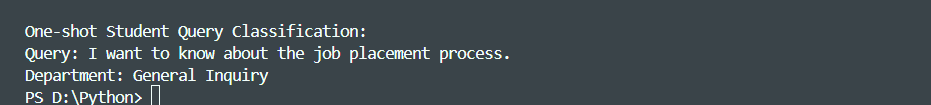 One-shot Student Query Classification:
Query: I want to know about the job placement process.
Department: General Inquiry
PS D:\Python>